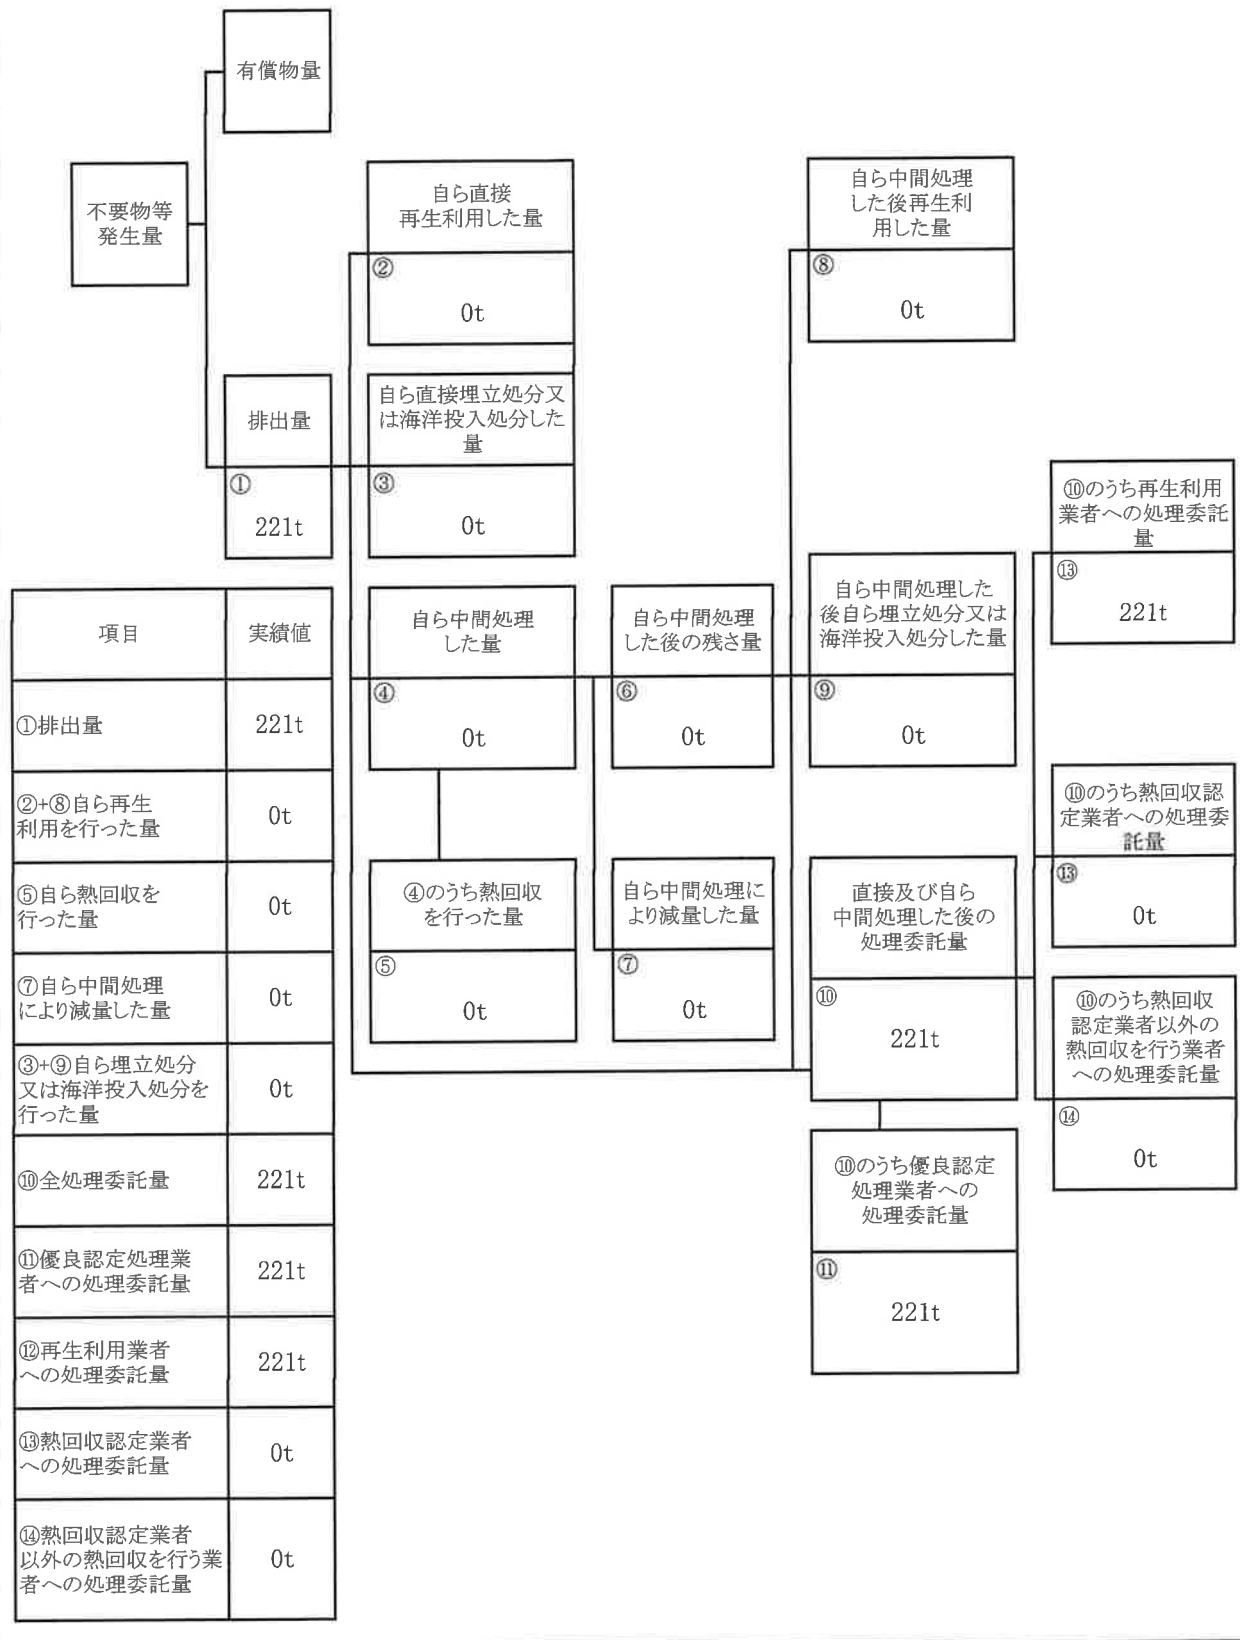 有償物量
不要物等
発生量
自ら直接
再生利用した量
②
0t
自ら中間処理
した後再生利
用した量
⑧
0t
排出量
①
221t
自ら直接埋立処分又
は海洋投入処分した
量
③
0t
⑩のうち再生利用
業者への処理委託
量
⑬
221t
自ら中間処理
した量
④
0t
自ら中間処理
した後の残さ量
⑥
0t
自ら中間処理した
後自ら埋立処分又は
海洋投入処分した量
⑨
0t
⑩のうち熱回収認
定業者への処理委
託量
⑬
0t
④のうち熱回収
を行った量
⑤
0t
自ら中間処理に
より減量した量
⑦
0t
直接及び自ら
中間処理した後の
処理委託量
⑩
221t
⑩のうち熱回収
認定業者以外の
熱回収を行う業者
への処理委託量
⑭
0t
⑩のうち優良認定
処理業者への
処理委託量
⑪
221t
項目
実績値
①排出量
221t
②+⑧自ら再生
利用を行った量
0t
⑤自ら熱回収を
行った量
0t
⑦自ら中間処理
により減量した量
0t
③+⑨自ら埋立処分
又は海洋投入処分を
行った量
0t
⑩全処理委託量
221t
⑪優良認定処理業
者への処理委託量
221t
⑫再生利用業者
への処理委託量
221t
⑬熱回収認定業者
への処理委託量
0t
⑭熱回収認定業者
以外の熱回収を行う業
者への処理委託量
0t